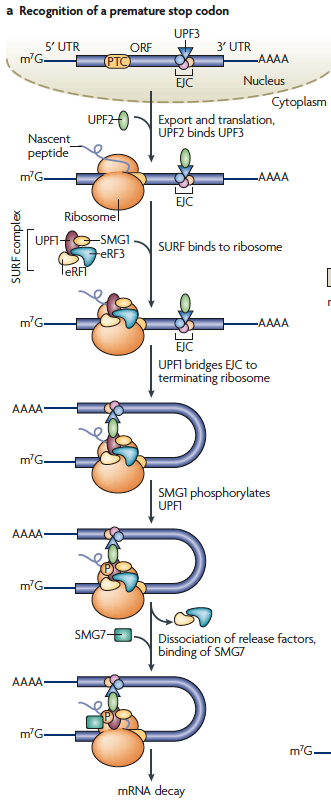 a Recognition of a premature stop codon
UPF3
5′ UTR
ORF
3′ UTR
m⁷G
PTC
AAAA
EJC
Nucleus
Cytoplasm
UPF2
Export and translation,
UPF2 binds UPF3
Nascent
peptide
m⁷G
AAAA
EJC
Ribosome
SURF complex
UPF1
SMG1
eRF3
eRF1
SURF binds to ribosome
m⁷G
AAAA
EJC
UPF1 bridges EJC to
terminating ribosome
AAAA
m⁷G
SMG1 phosphorylates
UPF1
AAAA
P
m⁷G
SMG7
Dissociation of release factors,
binding of SMG7
AAAA
P
m⁷G
m⁷G
mRNA decay